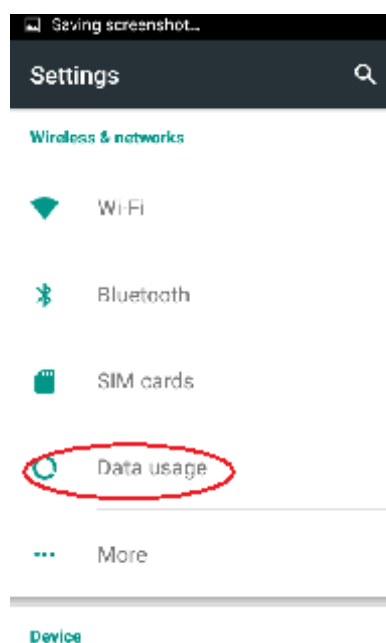 Saving screenshot...
Settings
Wireless & networks
Wi-Fi
Bluetooth
SIM cards
Data usage
More
Device